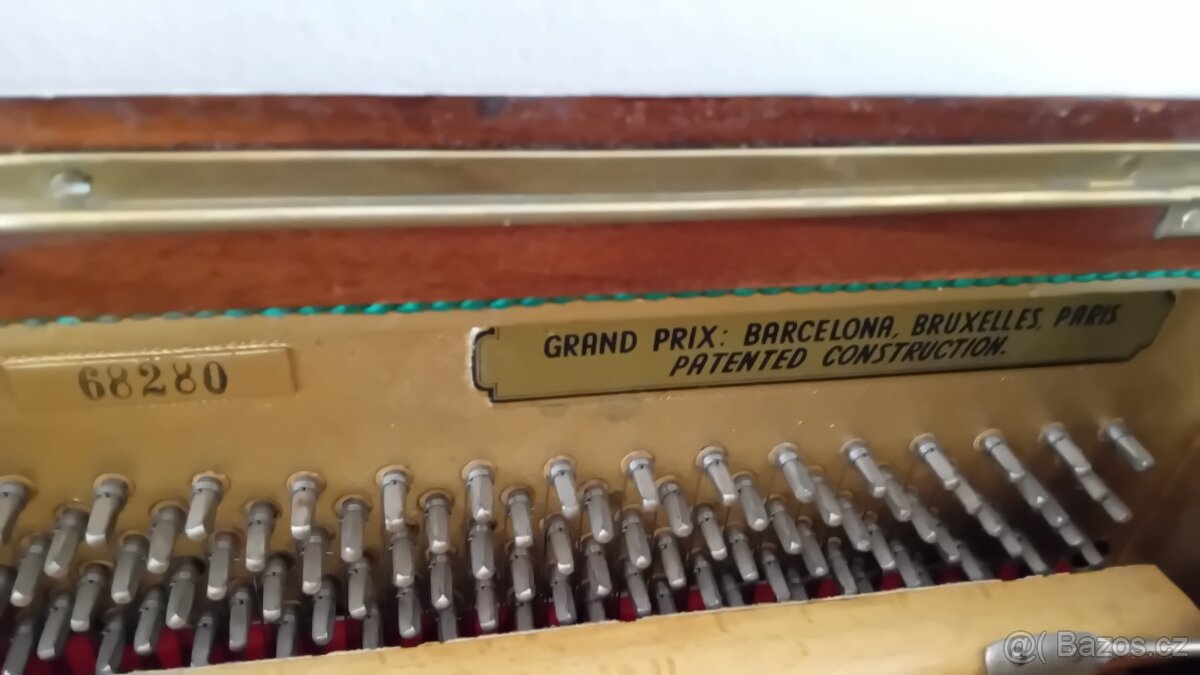 68280
GRAND PRIX: BARCELONA, BRUXELLES, PARIS
PATENTED CONSTRUCTION.
@( Bazos.cz